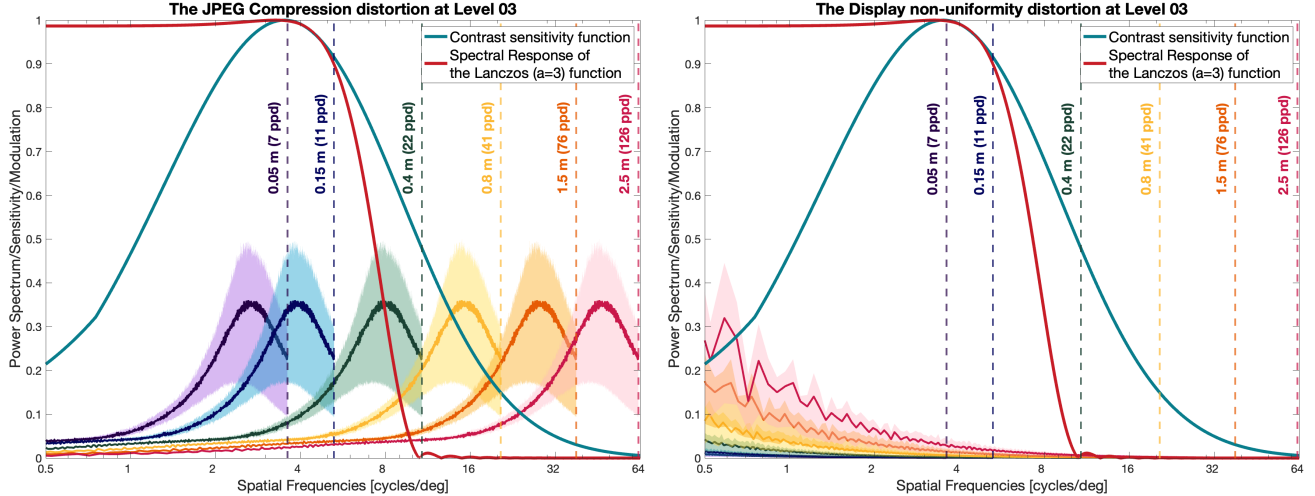 The JPEG Compression distortion at Level 03
Contrast sensitivity function
Spectral Response of
the Lanczos (a=3) function
Power Spectrum/Sensitivity/Modulation
1
0.9
0.8
0.7
0.6
0.5
0.4
0.3
0.2
0.1
0
0.05 m (7 ppd)
0.15 m (11 ppd)
0.4 m (22 ppd)
0.8 m (41 ppd)
1.5 m (76 ppd)
2.5 m (126 ppd)
0.5 1 2 4 8 16 32 64
Spatial Frequencies [cycles/deg]
The Display non-uniformity distortion at Level 03
Contrast sensitivity function
Spectral Response of
the Lanczos (a=3) function
Power Spectrum/Sensitivity/Modulation
1
0.9
0.8
0.7
0.6
0.5
0.4
0.3
0.2
0.1
0
0.05 m (7 ppd)
0.15 m (11 ppd)
0.4 m (22 ppd)
0.8 m (41 ppd)
1.5 m (76 ppd)
2.5 m (126 ppd)
0.5 1 2 4 8 16 32 64
Spatial Frequencies [cycles/deg]